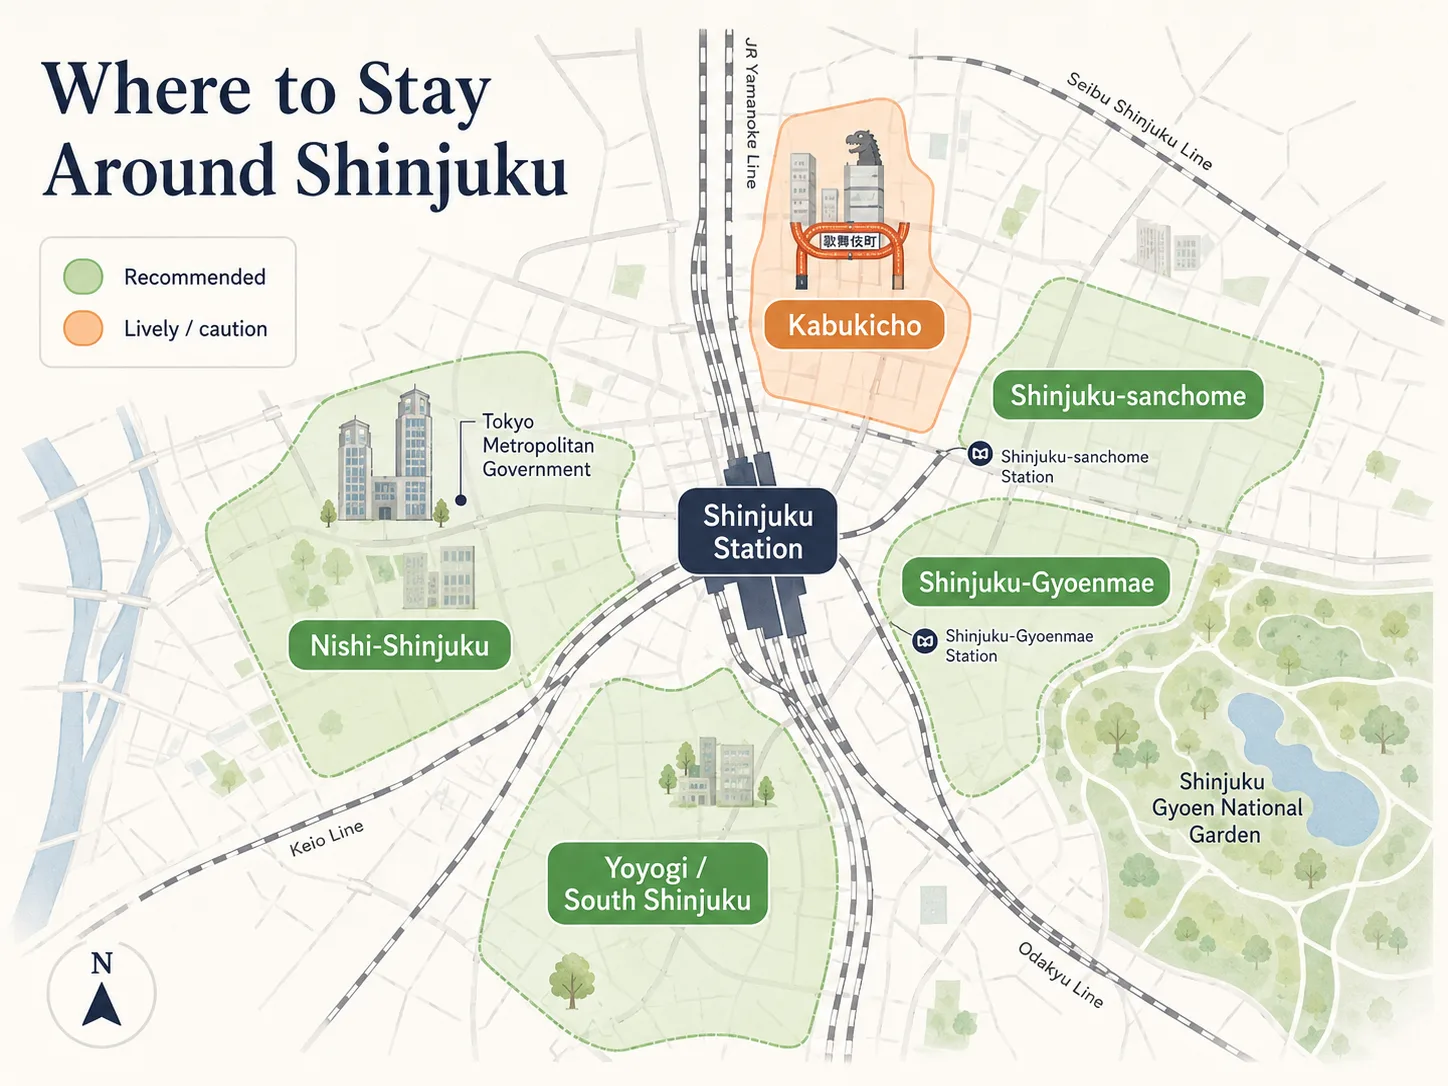 Where to Stay
Around Shinjuku
Recommended
Lively / caution
JR Yamanoke Line
Seibu Shinjuku Line
歌舞伎町
Kabukicho
Shinjuku-sanchome
Shinjuku-sanchome
Station
Tokyo
Metropolitan
Government
Shinjuku
Station
Shinjuku-Gyoenmae
Shinjuku-Gyoenmae
Station
Nishi-Shinjuku
Shinjuku
Gyoen National
Garden
Keio Line
Yoyogi /
South Shinjuku
Odakyu Line
N